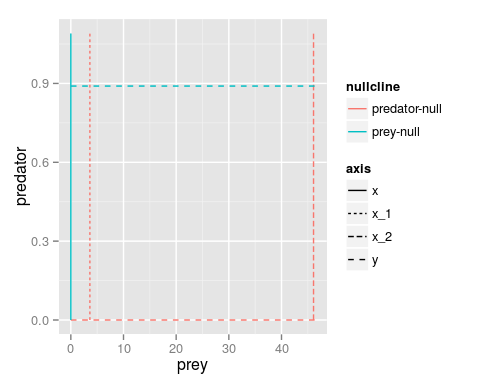 0.9
0.6
0.3
0.0
predator
0
10
20
30
40
prey
nullcline
predator-null
prey-null
axis
x
x_1
x_2
y